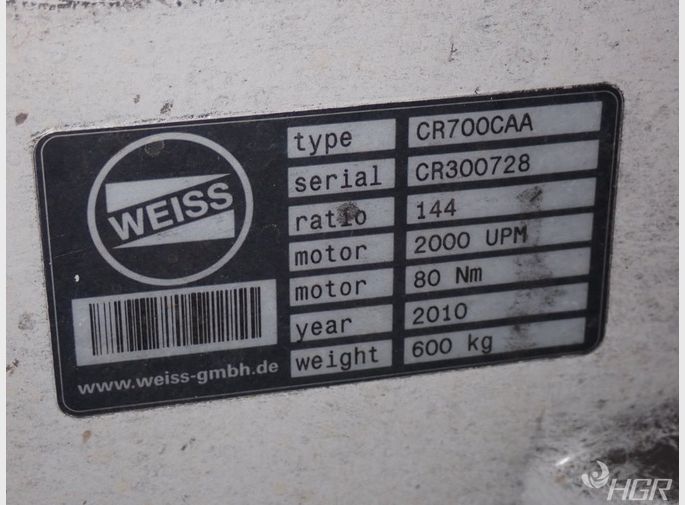 WEISS
www.weiss-gmbh.de
type CR700CAA
serial CR300728
ratio 144
motor 2000 UPM
motor 80 Nm
year 2010
weight 600 kg
HGR